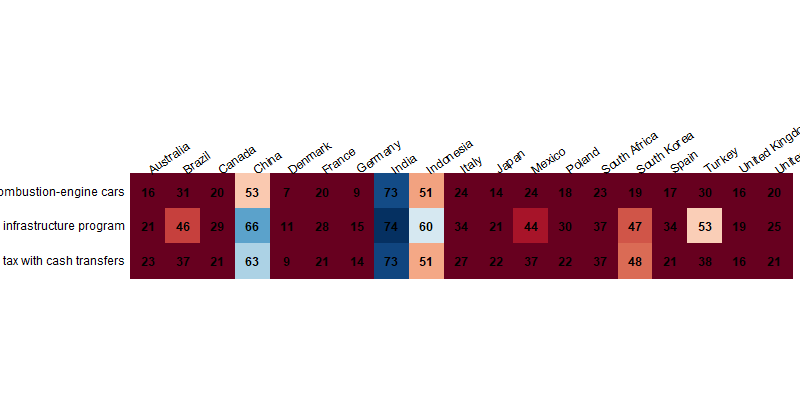 Australia Brazil Canada China Denmark France Germany India Indonesia Italy Japan Mexico Poland South Africa South Korea Spain Turkey United Kingdo Unite
ombustion-engine cars 16 31 20 53 7 20 9 73 51 24 14 24 18 23 19 17 30 16 20
infrastructure program 21 46 29 66 11 28 15 74 60 34 21 44 30 37 47 34 53 19 25
tax with cash transfers 23 37 21 63 9 21 14 73 51 27 22 37 22 37 48 21 38 16 21